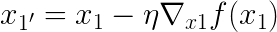 $x_{1'} = x_1 - \eta \nabla_{x1} f(x_1)$